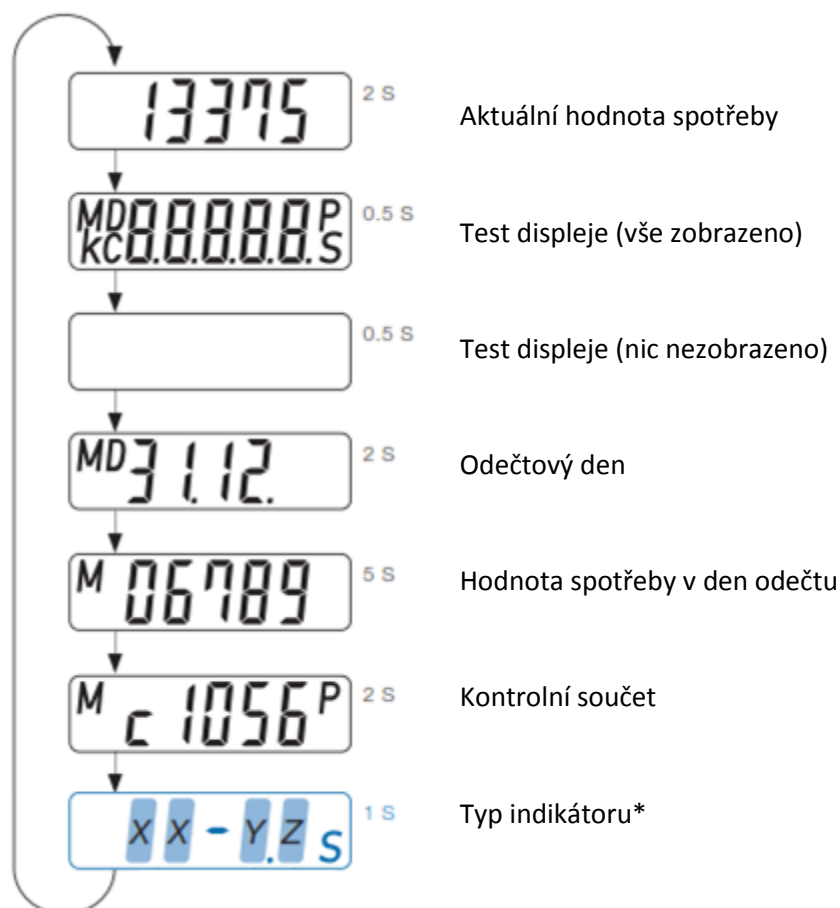 13375 2 S Aktuální hodnota spotřeby
MD kC 8.8.8.8.8. P S 0.5 S Test displeje (vše zobrazeno)
0.5 S Test displeje (nic nezobrazeno)
MD 31.12. 2 S Odečtový den
M 06789 5 S Hodnota spotřeby v den odečtu
M c 1056 P 2 S Kontrolní součet
X X - Y.Z S 1 S Typ indikátoru*